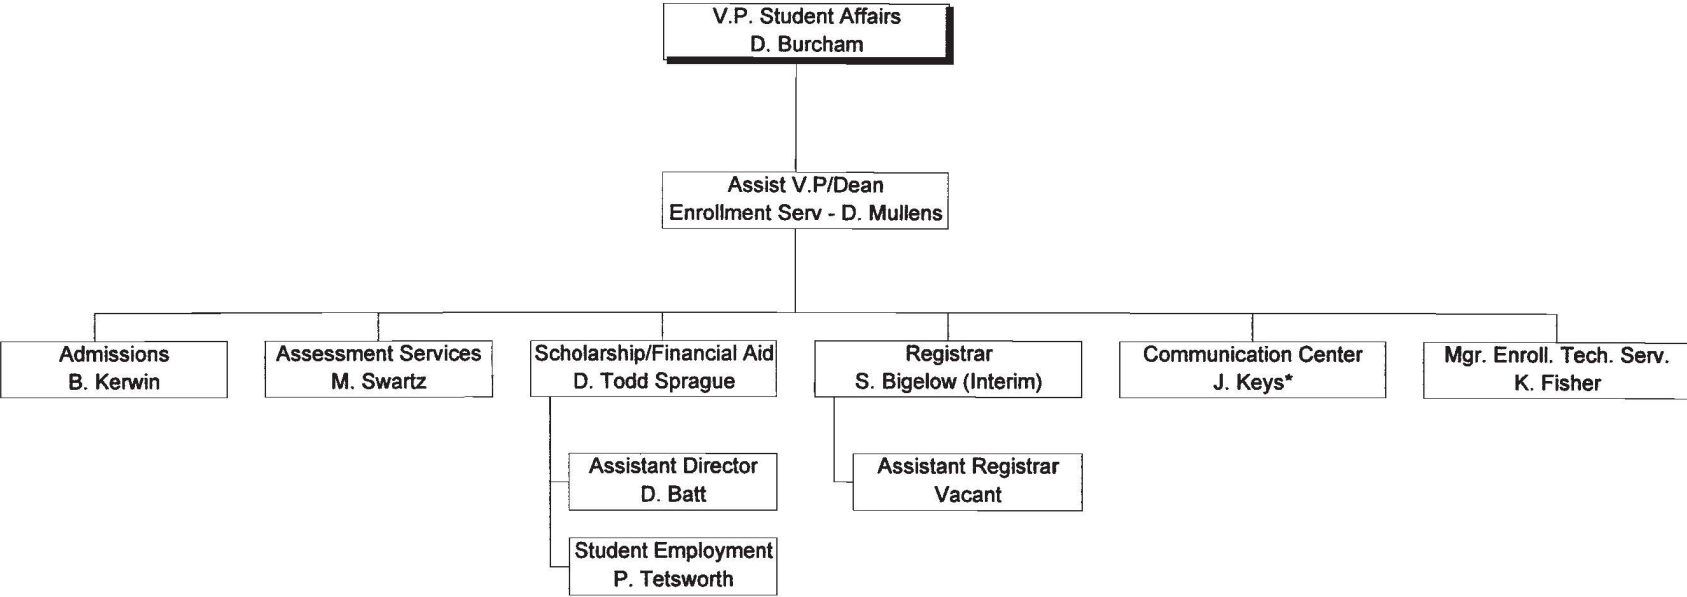 V.P. Student Affairs
D. Burcham
Assist V.P/Dean
Enrollment Serv - D. Mullens
Admissions
B. Kerwin
Assessment Services
M. Swartz
Scholarship/Financial Aid
D. Todd Sprague
Registrar
S. Bigelow (Interim)
Communication Center
J. Keys*
Mgr. Enroll. Tech. Serv.
K. Fisher
Assistant Director
D. Batt
Assistant Registrar
Vacant
Student Employment
P. Tetsworth